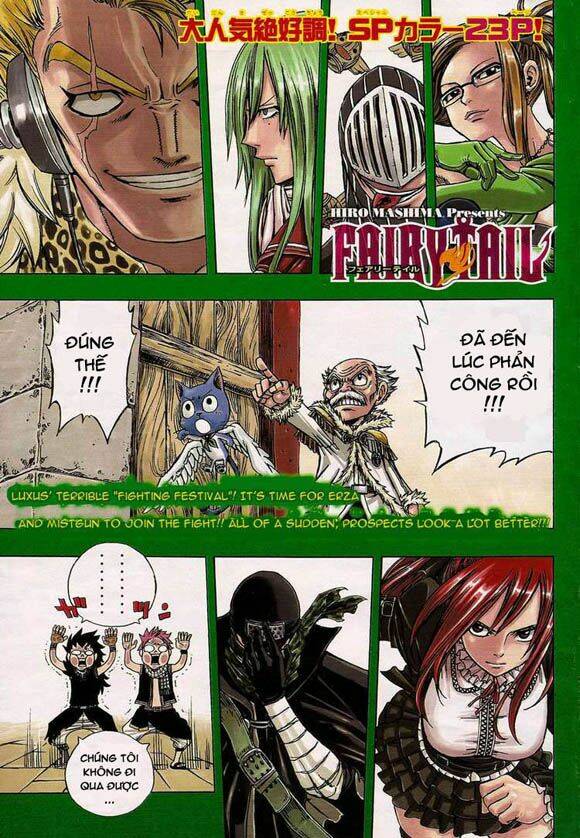 大人気絶好調! SPカラー23P!
HIRO MASHIMA Presents
FAIRY TAIL
フェアリーテイル
ĐÚNG
THẾ
!!!
ĐÃ ĐẾN
LÚC PHẢN
CÔNG RỒI
!!!
LUXUS' TERRIBLE "FIGHTING FESTIVAL"! IT'S TIME FOR ERZA
AND MISTGUN TO JOIN THE FIGHT!! ALL OF A SUDDEN, PROSPECTS LOOK A LOT BETTER!!!
ガーン
CHÚNG TÔI
KHÔNG ĐI
QUA ĐƯỢC
...